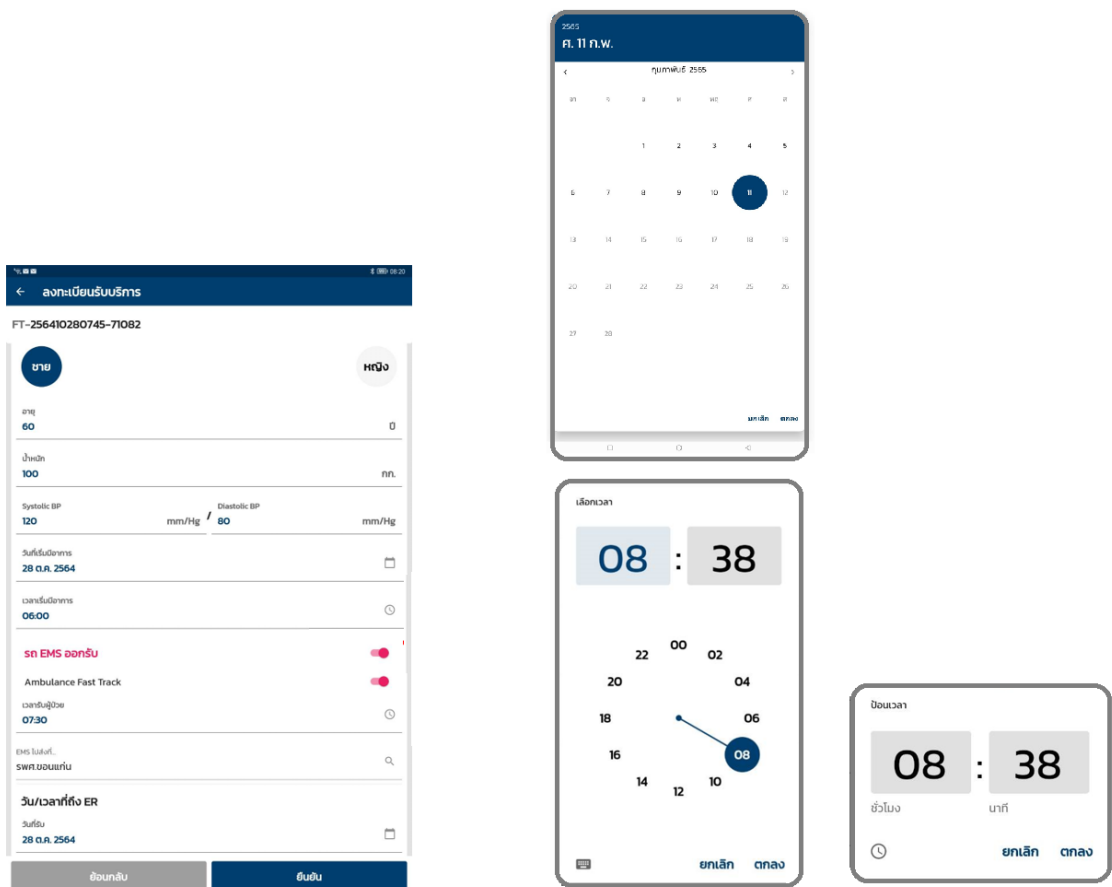 08:20
ลงทะเบียนรับบริการ
FT-256410280745-71082
ชาย หญิง
อายุ
60 ปี
น้ำหนัก
100 กก.
Systolic BP Diastolic BP
120 mm/Hg / 80 mm/Hg
วันที่เริ่มมีอาการ
28 ต.ค. 2564
เวลาเริ่มมีอาการ
06:00
รถ EMS ออกรับ
Ambulance Fast Track
เวลารับผู้ป่วย
07:30
EMS ไปส่งที่...
รพศ.ขอนแก่น
วัน/เวลาที่ถึง ER
วันที่รับ
28 ต.ค. 2564
ย้อนกลับ ยืนยัน
2565
ศ. 11 ก.พ.
กุมภาพันธ์ 2565
อา จ อ พ พฤ ศ ส
1 2 3 4 5
6 7 8 9 10 11 12
13 14 15 16 17 18 19
20 21 22 23 24 25 26
27 28
ยกเลิก ตกลง
เลือกเวลา
08 : 38
00
22 02
20 04
18 06
16 08
14 10
12
ยกเลิก ตกลง
ป้อนเวลา
08 : 38
ชั่วโมง นาที
ยกเลิก ตกลง